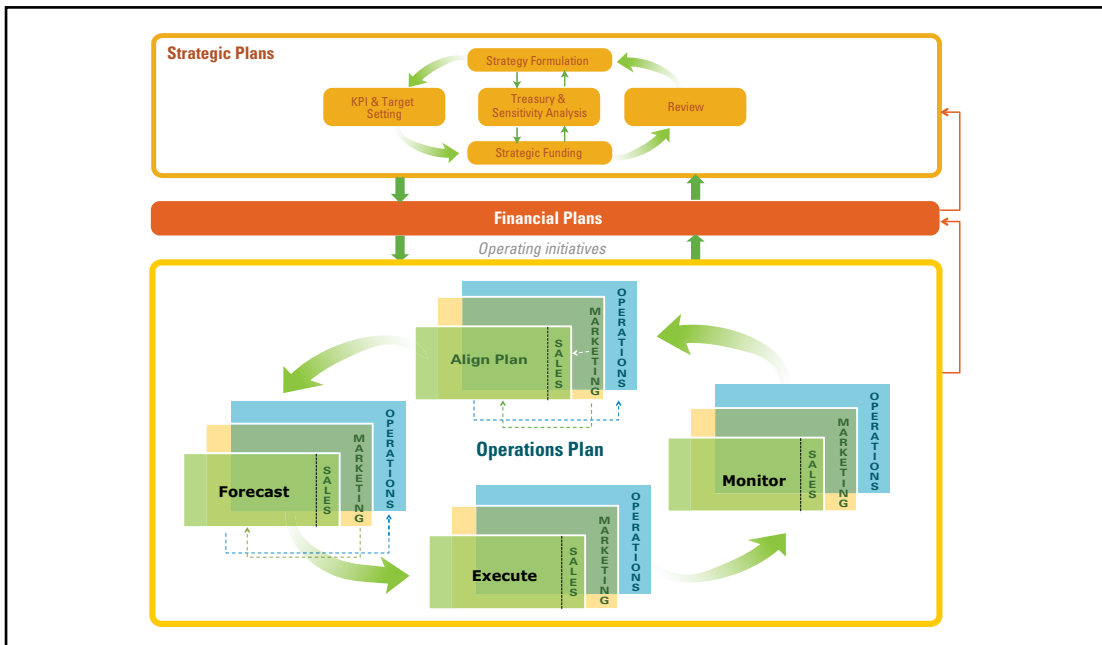 Strategic Plans
Strategy Formulation
KPI & Target
Setting
Treasury &
Sensitivity Analysis
Review
Strategic Funding
Financial Plans
Operating initiatives
Align Plan
SALES
MARKETING
OPERATIONS
Operations Plan
Forecast
SALES
MARKETING
OPERATIONS
Monitor
SALES
MARKETING
OPERATIONS
Execute
SALES
MARKETING
OPERATIONS